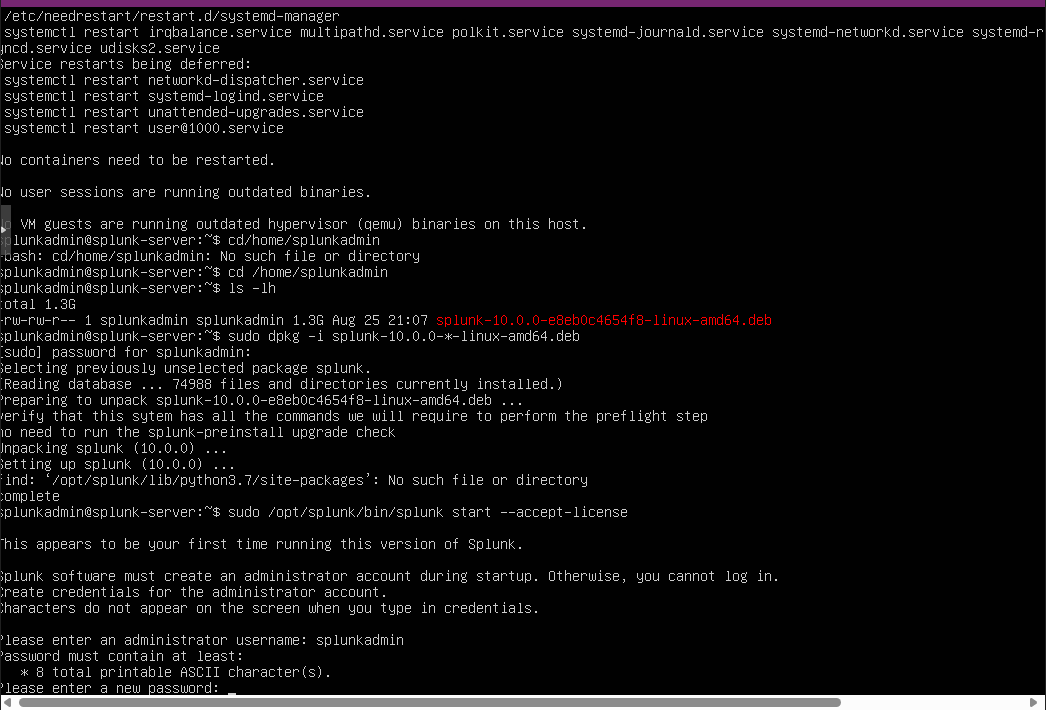 /etc/needrestart/restart.d/systemd-manager
systemctl restart irqbalance.service multipathd.service polkit.service systemd-journald.service systemd-networkd.service systemd-r
yncd.service udisks2.service
Service restarts being deferred:
systemctl restart networkd-dispatcher.service
systemctl restart systemd-logind.service
systemctl restart unattended-upgrades.service
systemctl restart user@1000.service
No containers need to be restarted.
No user sessions are running outdated binaries.
No VM guests are running outdated hypervisor (qemu) binaries on this host.
splunkadmin@splunk-server:~$ cd/home/splunkadmin
-bash: cd/home/splunkadmin: No such file or directory
splunkadmin@splunk-server:~$ cd /home/splunkadmin
splunkadmin@splunk-server:~$ ls -lh
total 1.3G
-rw-rw-r-- 1 splunkadmin splunkadmin 1.3G Aug 25 21:07 splunk-10.0.0-e8eb0c4654f8-linux-amd64.deb
splunkadmin@splunk-server:~$ sudo dpkg -i splunk-10.0.0-*-linux-amd64.deb
[sudo] password for splunkadmin:
Selecting previously unselected package splunk.
(Reading database ... 74988 files and directories currently installed.)
Preparing to unpack splunk-10.0.0-e8eb0c4654f8-linux-amd64.deb ...
verify that this sytem has all the commands we will require to perform the preflight step
no need to run the splunk-preinstall upgrade check
Unpacking splunk (10.0.0) ...
Setting up splunk (10.0.0) ...
find: ‘/opt/splunk/lib/python3.7/site-packages’: No such file or directory
complete
splunkadmin@splunk-server:~$ sudo /opt/splunk/bin/splunk start --accept-license
This appears to be your first time running this version of Splunk.
Splunk software must create an administrator account during startup. Otherwise, you cannot log in.
Create credentials for the administrator account.
Characters do not appear on the screen when you type in credentials.
Please enter an administrator username: splunkadmin
Password must contain at least:
* 8 total printable ASCII character(s).
Please enter a new password: _